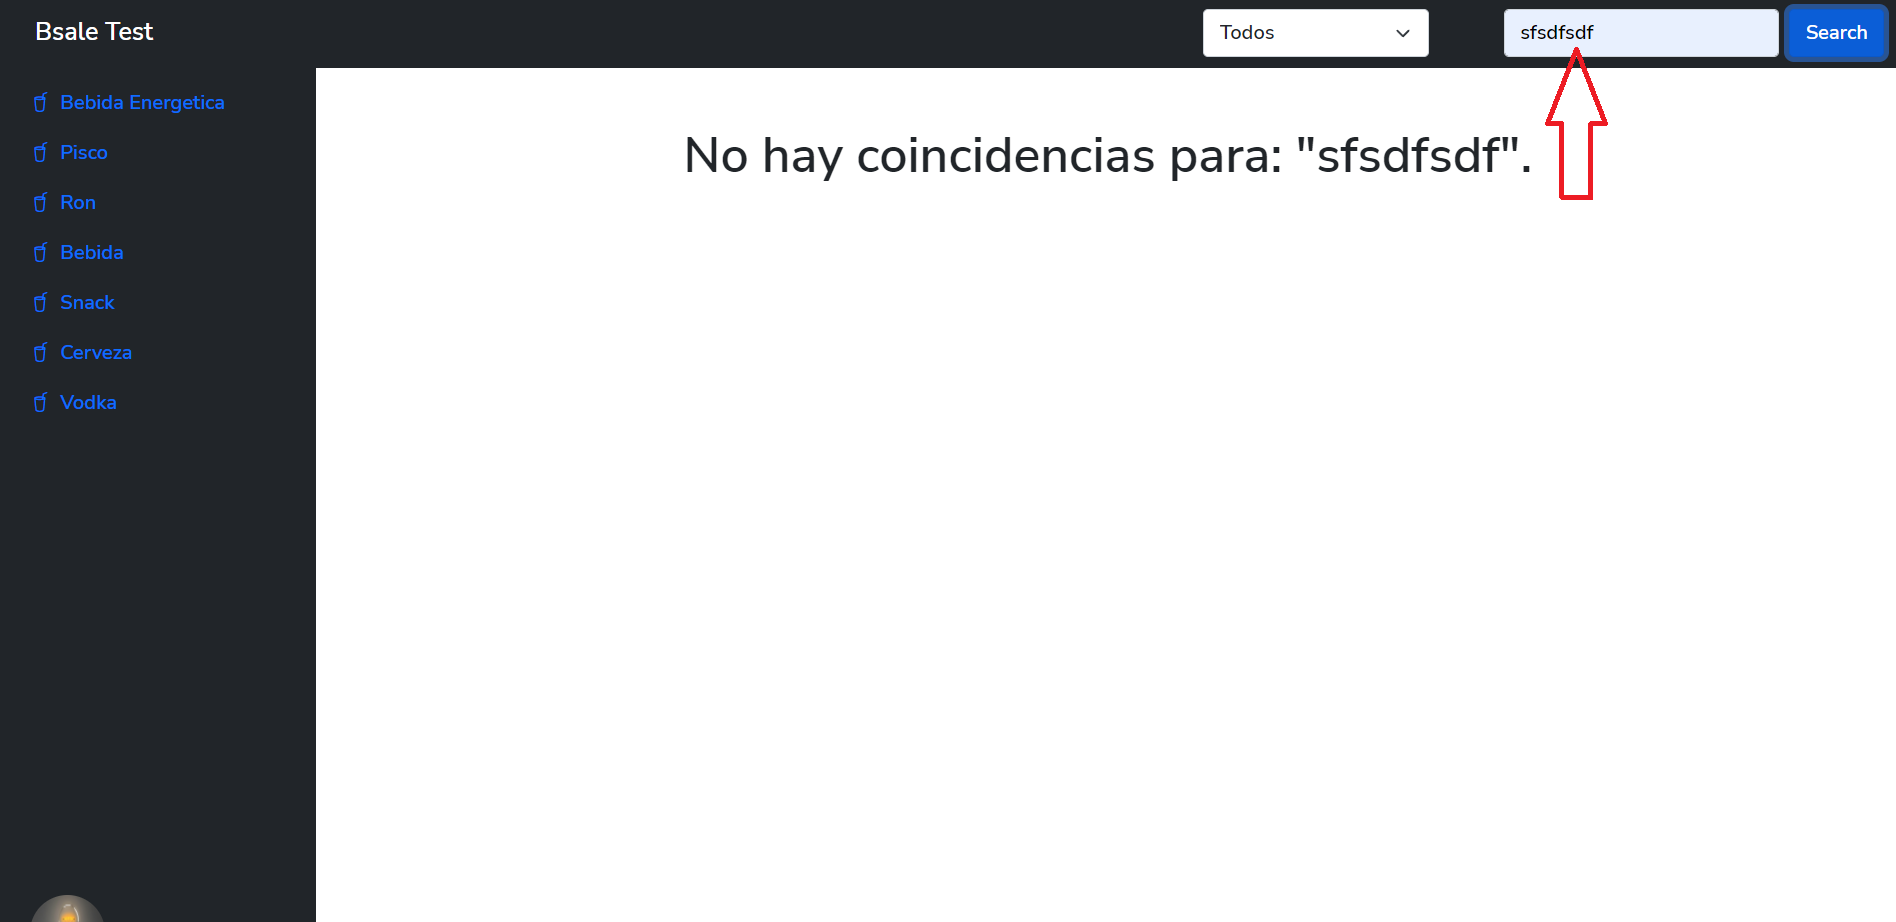 Bsale Test
Todos
sfsdfsdf
Search
Bebida Energetica
Pisco
Ron
Bebida
Snack
Cerveza
Vodka
No hay coincidencias para: "sfsdfsdf".